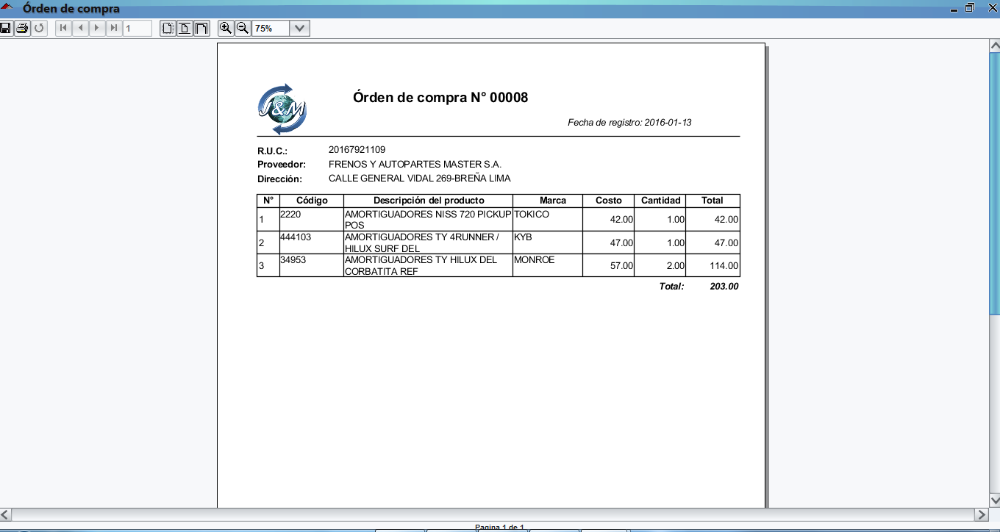 Órden de compra
1
75%
J&M
Órden de compra N° 00008
Fecha de registro: 2016-01-13
R.U.C.: 20167921109
Proveedor: FRENOS Y AUTOPARTES MASTER S.A.
Dirección: CALLE GENERAL VIDAL 269-BREÑA LIMA
N° Código Descripción del producto Marca Costo Cantidad Total
1 2220 AMORTIGUADORES NISS 720 PICKUP TOKICO 42.00 1.00 42.00
POS
2 444103 AMORTIGUADORES TY 4RUNNER / KYB 47.00 1.00 47.00
HILUX SURF DEL
3 34953 AMORTIGUADORES TY HILUX DEL MONROE 57.00 2.00 114.00
CORBATITA REF
Total: 203.00
Pagina 1 de 1